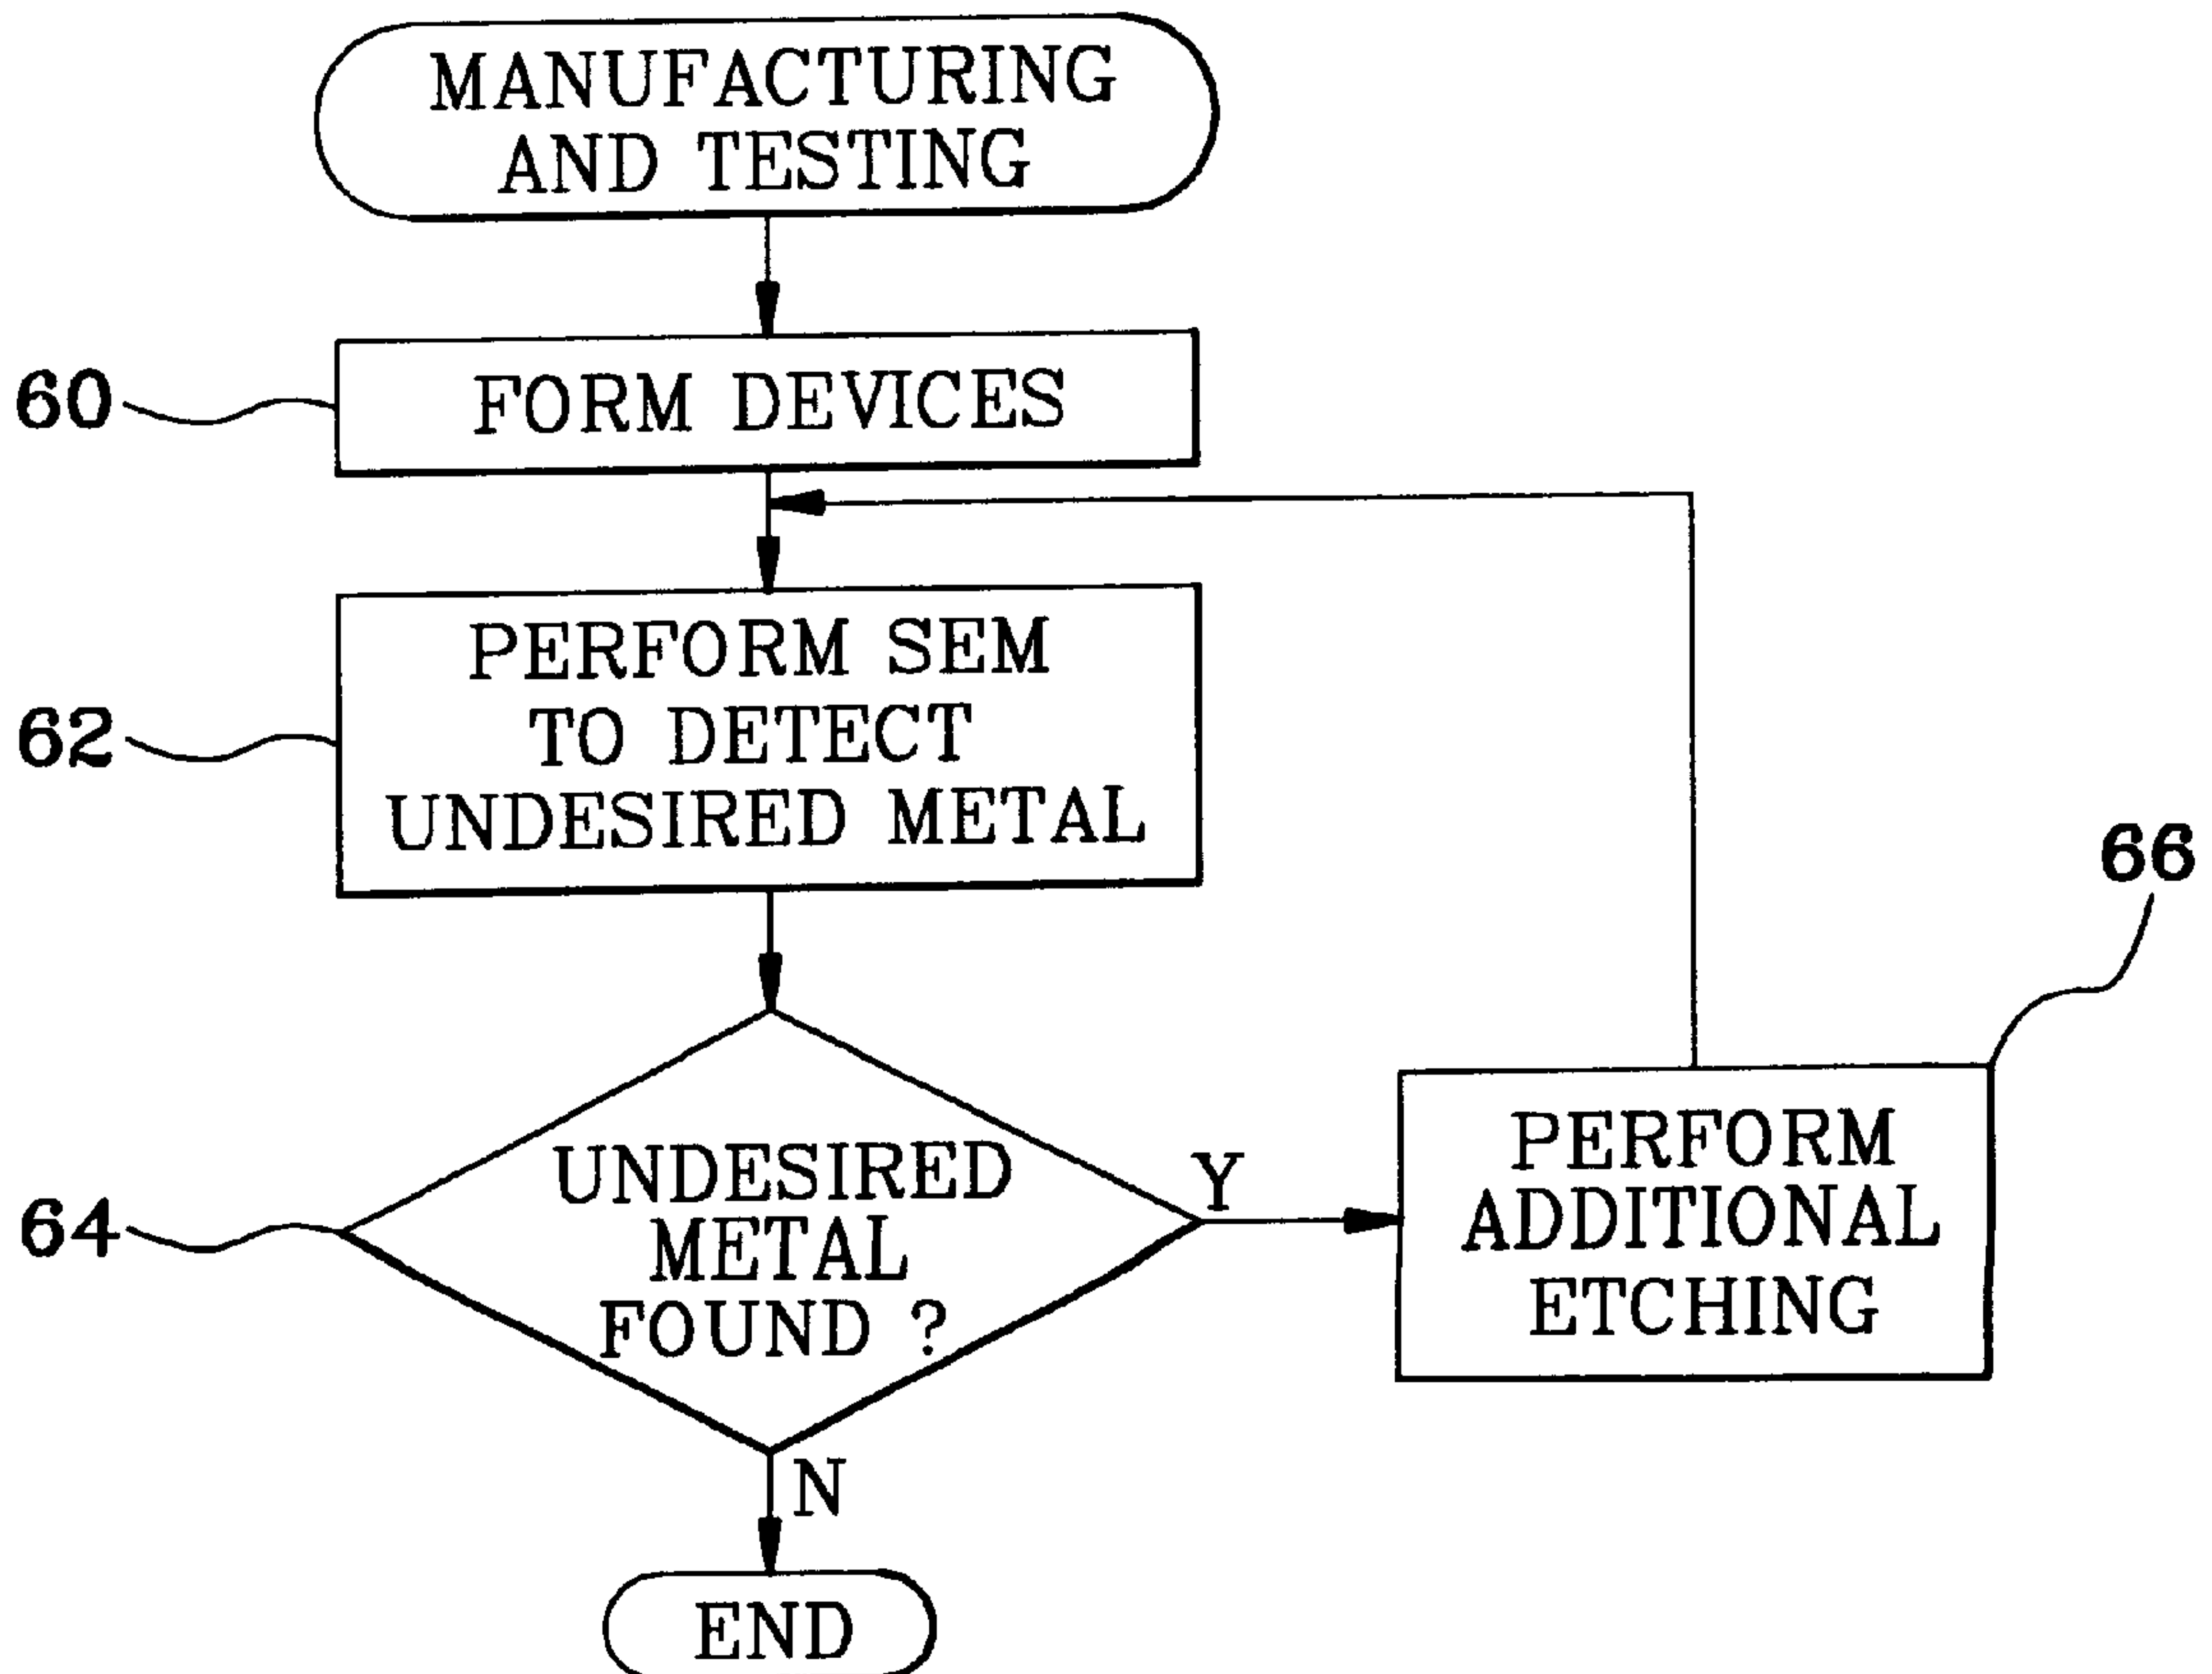 MANUFACTURING
AND TESTING
60
FORM DEVICES
62
PERFORM SEM
TO DETECT
UNDESIRED METAL
66
64
UNDESIRED
METAL
FOUND ?
Y
PERFORM
ADDITIONAL
ETCHING
N
END